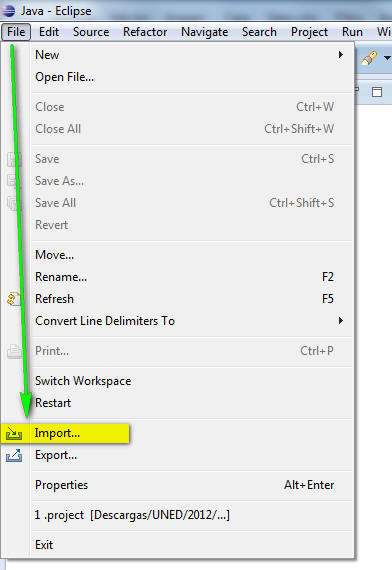 Java - Eclipse
File Edit Source Refactor Navigate Search Project Run Wi
New
Open File...
Close Ctrl+W
Close All Ctrl+Shift+W
Save Ctrl+S
Save As...
Save All Ctrl+Shift+S
Revert
Move...
Rename... F2
Refresh F5
Convert Line Delimiters To
Print... Ctrl+P
Switch Workspace
Restart
Import...
Export...
Properties Alt+Enter
1 .project [Descargas/UNED/2012/...]
Exit